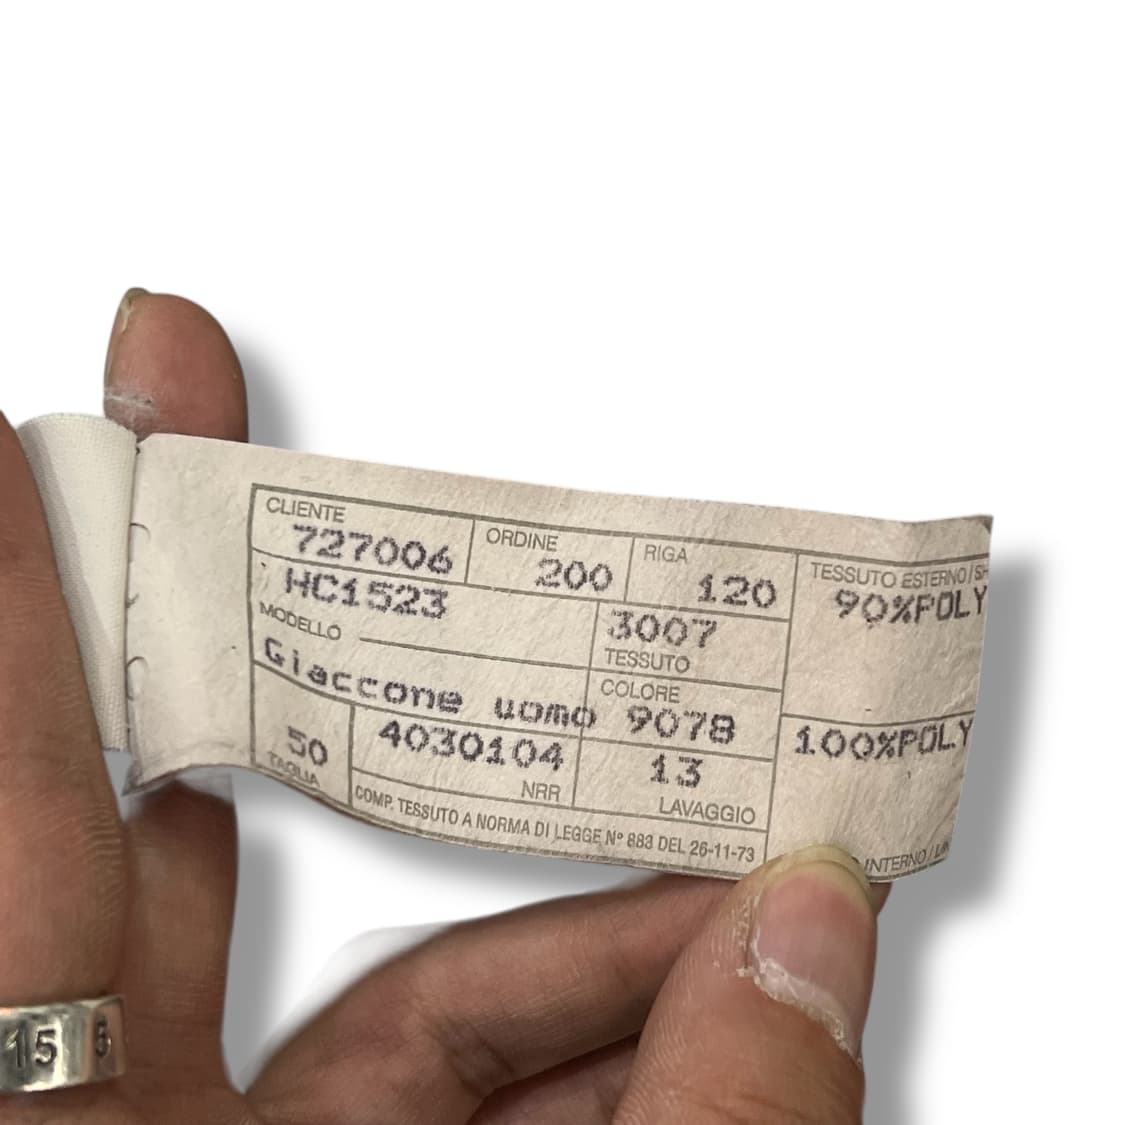 CLIENTE
727006
ORDINE
200
RIGA
120
HC1523
MODELLO
Giaccone uomo
3007
TESSUTO
COLORE
9078
50
TAGLIA
4030104
NRR
13
LAVAGGIO
COMP. TESSUTO A NORMA DI LEGGE Nº 883 DEL 26-11-73
TESSUTO ESTERNO/SH
90%POLY
100%POLY
INTERNO/
15 5